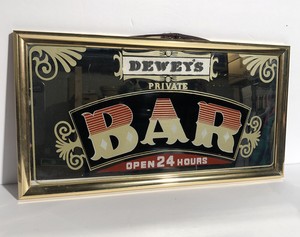 DEWEY'S
PRIVATE
BAR
OPEN 24 HOURS